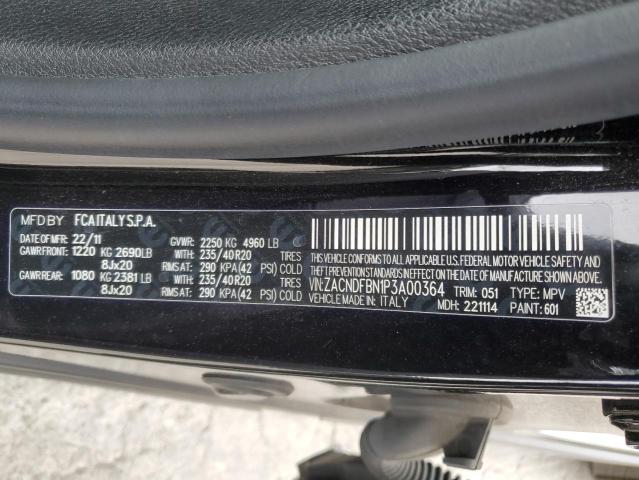 MFD BY FCA ITALY S.P.A.
DATE OF MFR: 22/11 GVWR: 2250 KG 4960 LB
GAWR FRONT: 1220 KG 2690LB WITH 235/40 R20 TIRES
8Jx20 RIMS AT: 290 KPA(42 PSI) COLD
GAWR REAR: 1080 KG 2381 LB WITH 235/40R20 TIRES
8Jx20 RIMS AT: 290 KPA(42 PSI) COLD
THIS VEHICLE CONFORMS TO ALL APPLICABLE U.S. FEDERAL MOTOR VEHICLE SAFETY AND
THEFT PREVENTION STANDARDS IN EFFECT ON THE DATE OF MANUFACTURE SHOWN ABOVE.
VIN: ZACNDFBN1P3A00364 TRIM: 051 TYPE: MPV
VEHICLE MADE IN: ITALY MDH: 221114 PAINT: 601